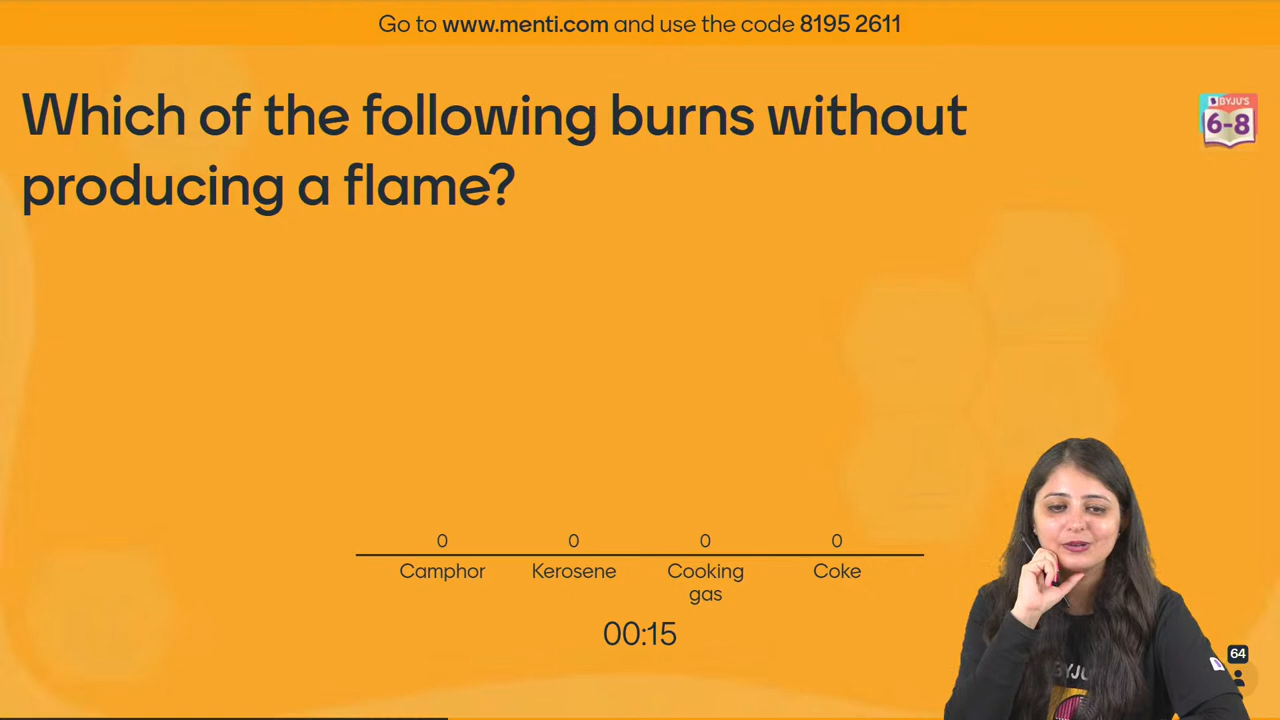 Go to www.menti.com and use the code 8195 2611
Which of the following burns without
producing a flame?
BYJU'S
6-8
0 0 0 0
Camphor Kerosene Cooking gas Coke
00:15
BYJU
64